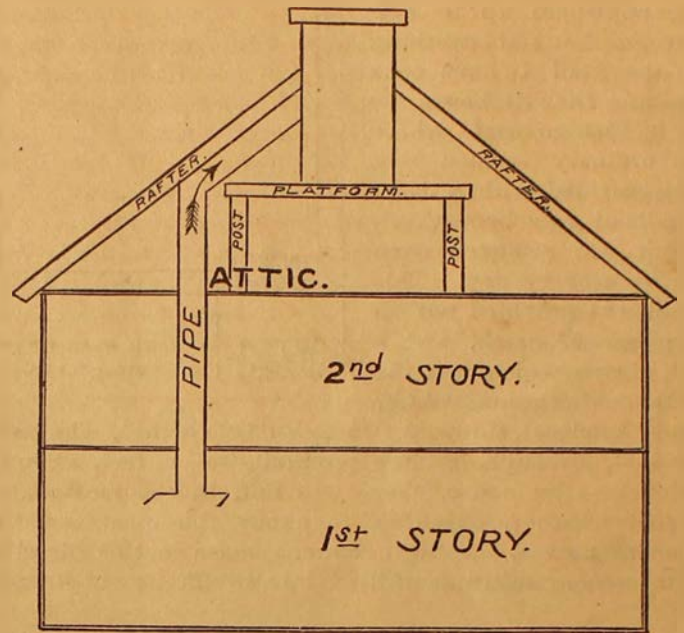 RAFTER.
RAFTER.
PLATFORM.
POST
POST
ATTIC.
PIPE
2nd STORY.
1st STORY.